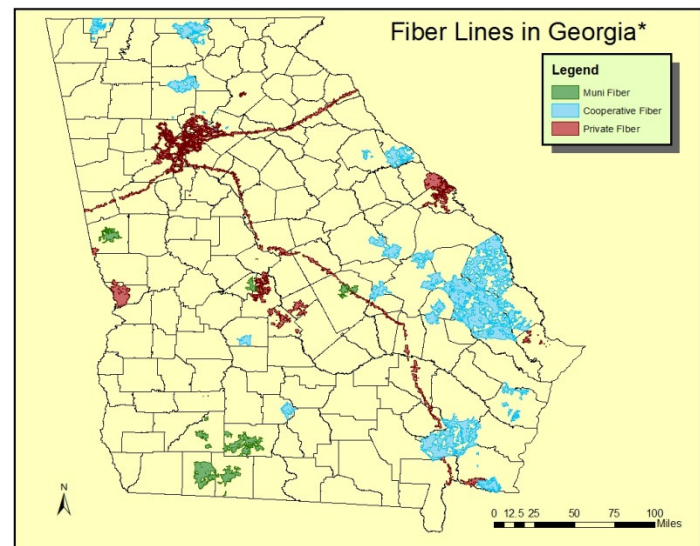 Fiber Lines in Georgia*
Legend
Muni Fiber
Cooperative Fiber
Private FIber
N
0 12.5 25 50 75 100
Miles